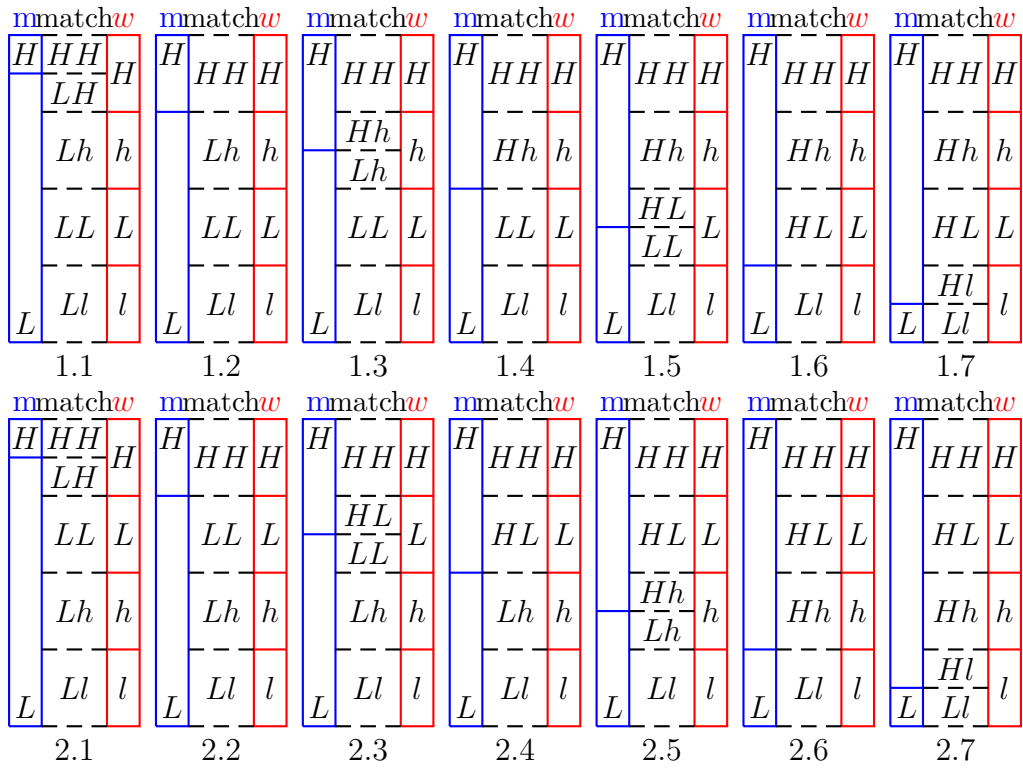 mmatchw
H HH H
LH
Lh h
LL L
L Ll l
1.1
mmatchw
H HH H
Lh h
LL L
L Ll l
1.2
mmatchw
H HH H
Hh
Lh h
LL L
L Ll l
1.3
mmatchw
H HH H
Hh h
LL L
L Ll l
1.4
mmatchw
H HH H
Hh h
HL
LL L
L Ll l
1.5
mmatchw
H HH H
Hh h
HL L
L Ll l
1.6
mmatchw
H HH H
Hh h
HL L
Hl
L Ll l
1.7
mmatchw
H HH H
LH
LL L
Lh h
L Ll l
2.1
mmatchw
H HH H
LL L
Lh h
L Ll l
2.2
mmatchw
H HH H
HL
LL L
Lh h
L Ll l
2.3
mmatchw
H HH H
HL L
Lh h
L Ll l
2.4
mmatchw
H HH H
HL L
Hh
Lh h
L Ll l
2.5
mmatchw
H HH H
HL L
Hh h
L Ll l
2.6
mmatchw
H HH H
HL L
Hh h
Hl
L Ll l
2.7